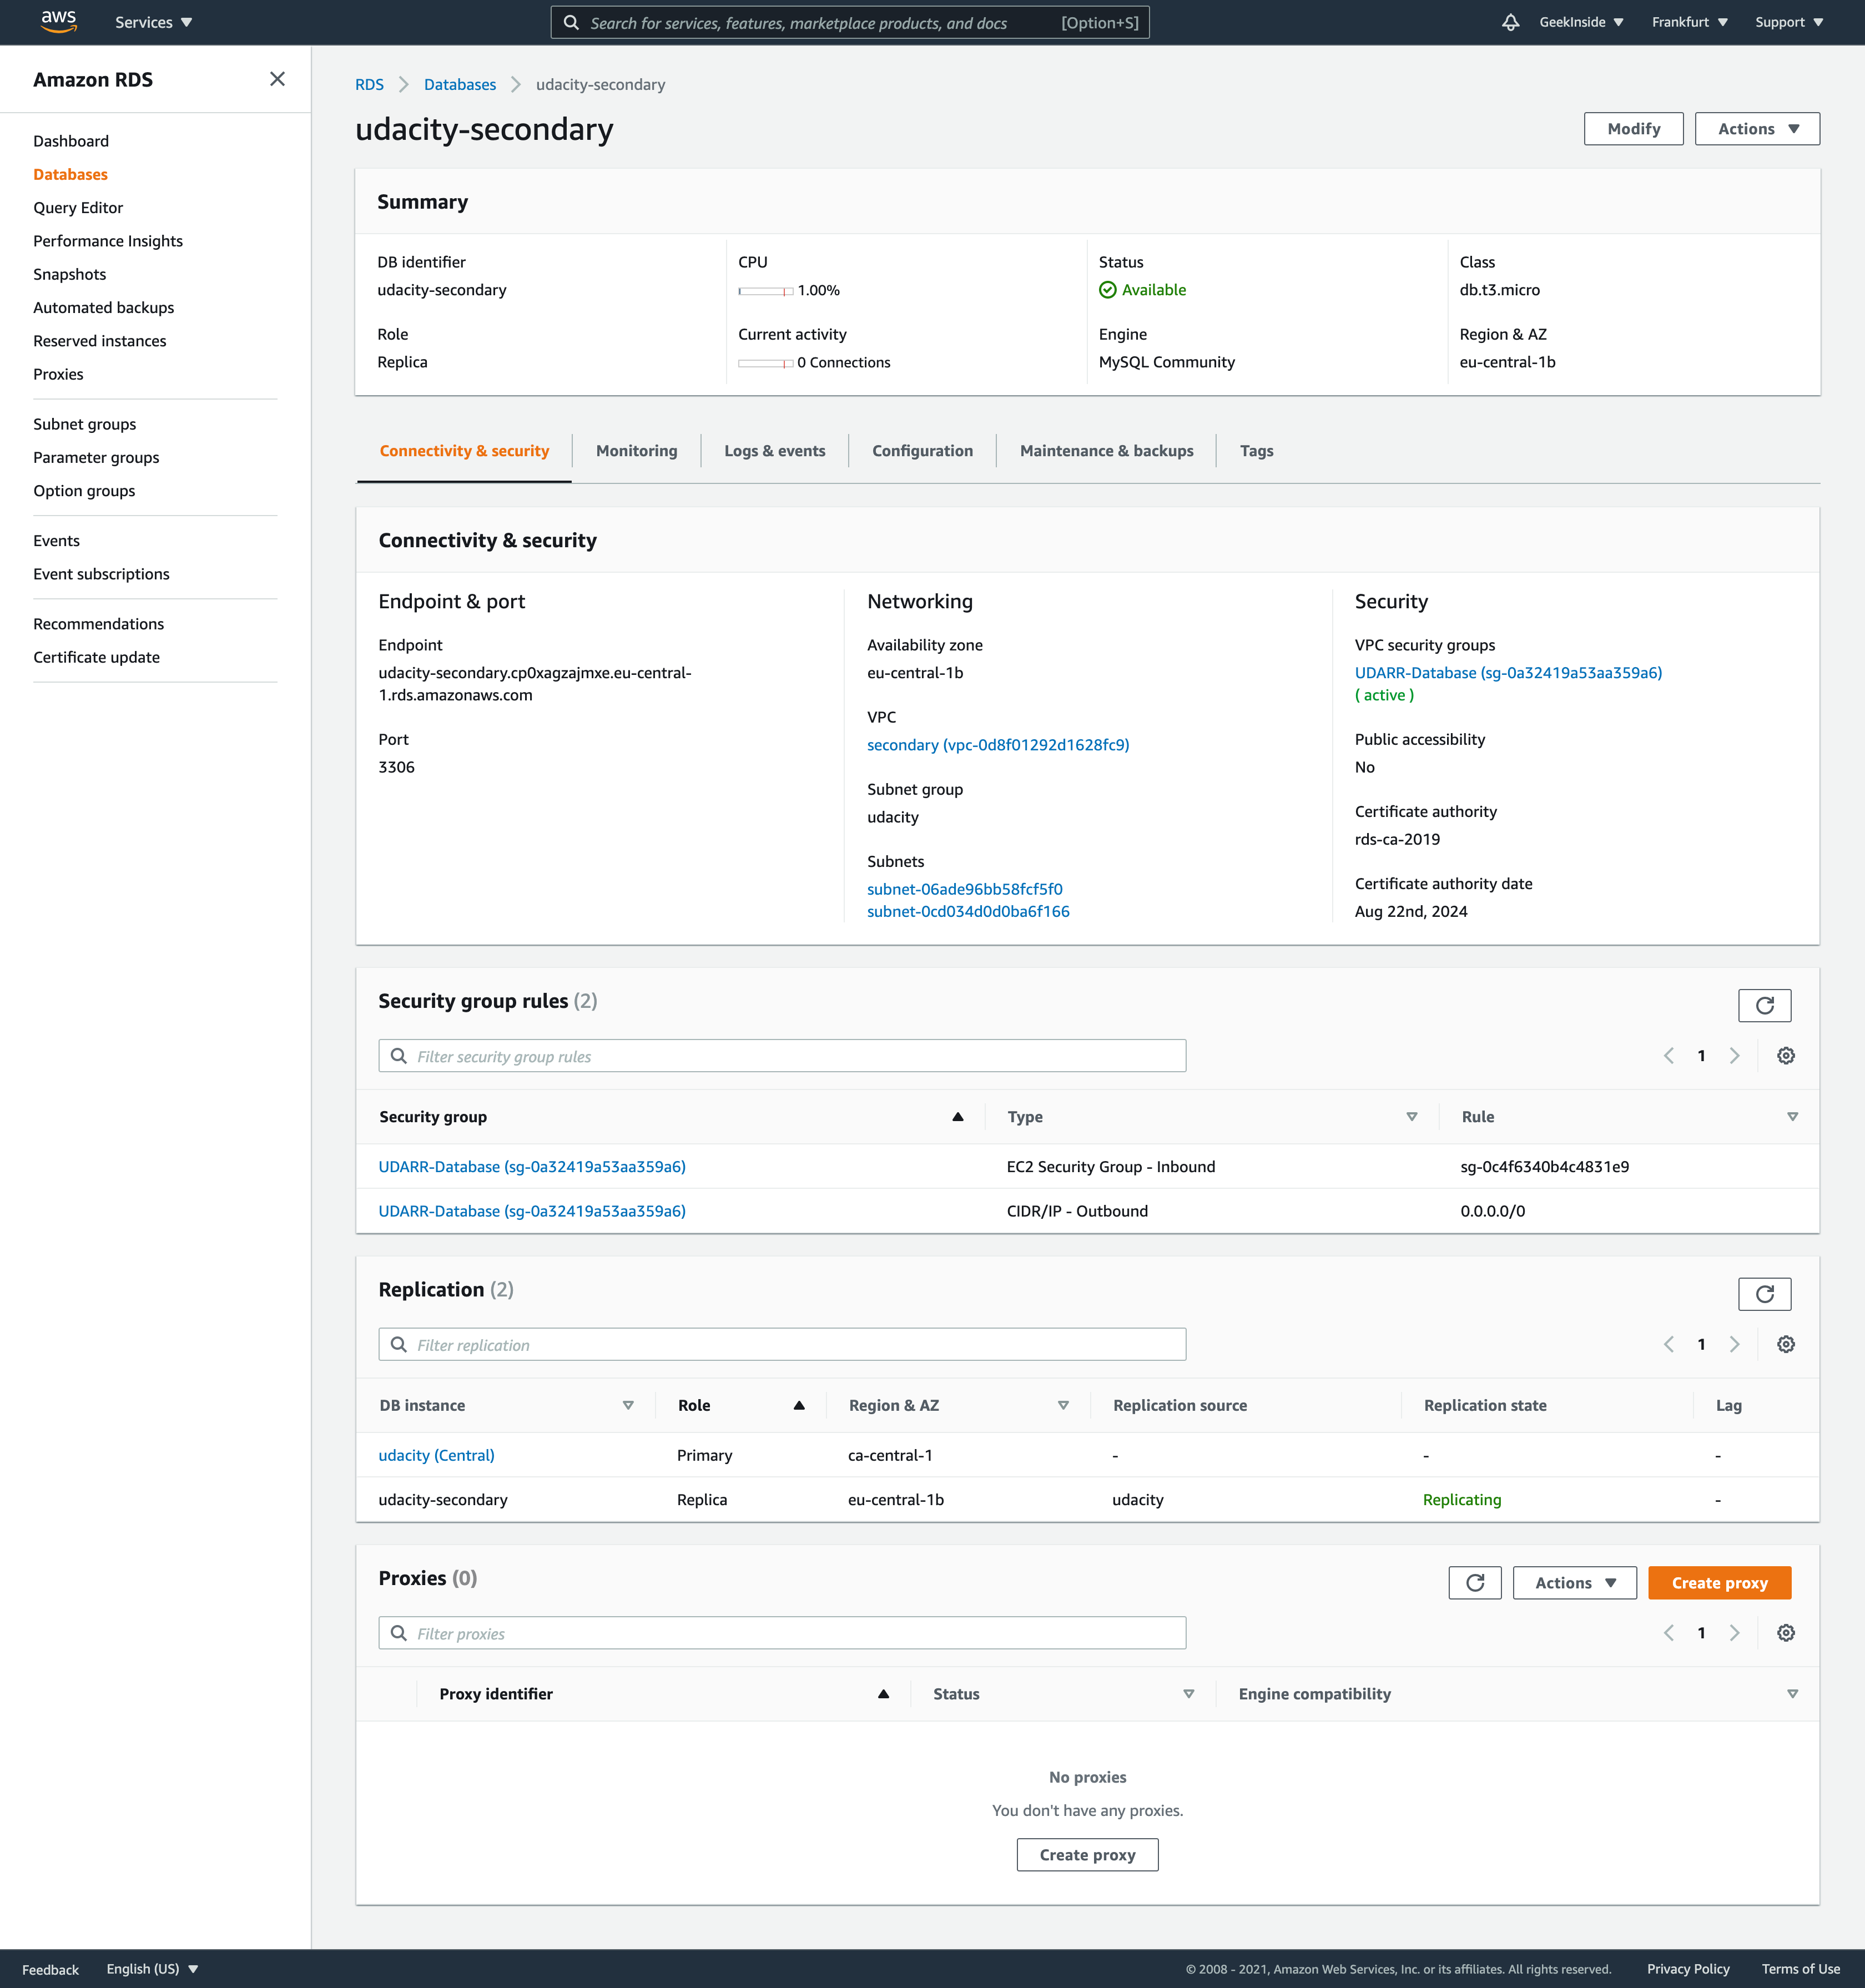 aws
Services
Search for services, features, marketplace products, and docs [Option+S]
GeekInside
Frankfurt
Support
Amazon RDS
Dashboard
Databases
Query Editor
Performance Insights
Snapshots
Automated backups
Reserved instances
Proxies
Subnet groups
Parameter groups
Option groups
Events
Event subscriptions
Recommendations
Certificate update
RDS > Databases > udacity-secondary
udacity-secondary
Modify
Actions
Summary
DB identifier
udacity-secondary
CPU
1.00%
Status
Available
Class
db.t3.micro
Role
Replica
Current activity
0 Connections
Engine
MySQL Community
Region & AZ
eu-central-1b
Connectivity & security
Monitoring
Logs & events
Configuration
Maintenance & backups
Tags
Connectivity & security
Endpoint & port
Endpoint
udacity-secondary.cp0xagzajmxe.eu-central-
1.rds.amazonaws.com
Port
3306
Networking
Availability zone
eu-central-1b
VPC
secondary (vpc-0d8f01292d1628fc9)
Subnet group
udacity
Subnets
subnet-06ade96bb58fcf5f0
subnet-0cd034d0d0ba6f166
Security
VPC security groups
UDARR-Database (sg-0a32419a53aa359a6)
( active )
Public accessibility
No
Certificate authority
rds-ca-2019
Certificate authority date
Aug 22nd, 2024
Security group rules (2)
Filter security group rules
1
Security group Type Rule
UDARR-Database (sg-0a32419a53aa359a6) EC2 Security Group - Inbound sg-0c4f6340b4c4831e9
UDARR-Database (sg-0a32419a53aa359a6) CIDR/IP - Outbound 0.0.0.0/0
Replication (2)
Filter replication
1
DB instance Role Region & AZ Replication source Replication state Lag
udacity (Central) Primary ca-central-1 - - -
udacity-secondary Replica eu-central-1b udacity Replicating -
Proxies (0)
Actions
Create proxy
Filter proxies
1
Proxy identifier Status Engine compatibility
No proxies
You don't have any proxies.
Create proxy
Feedback
English (US)
© 2008 - 2021, Amazon Web Services, Inc. or its affiliates. All rights reserved.
Privacy Policy
Terms of Use